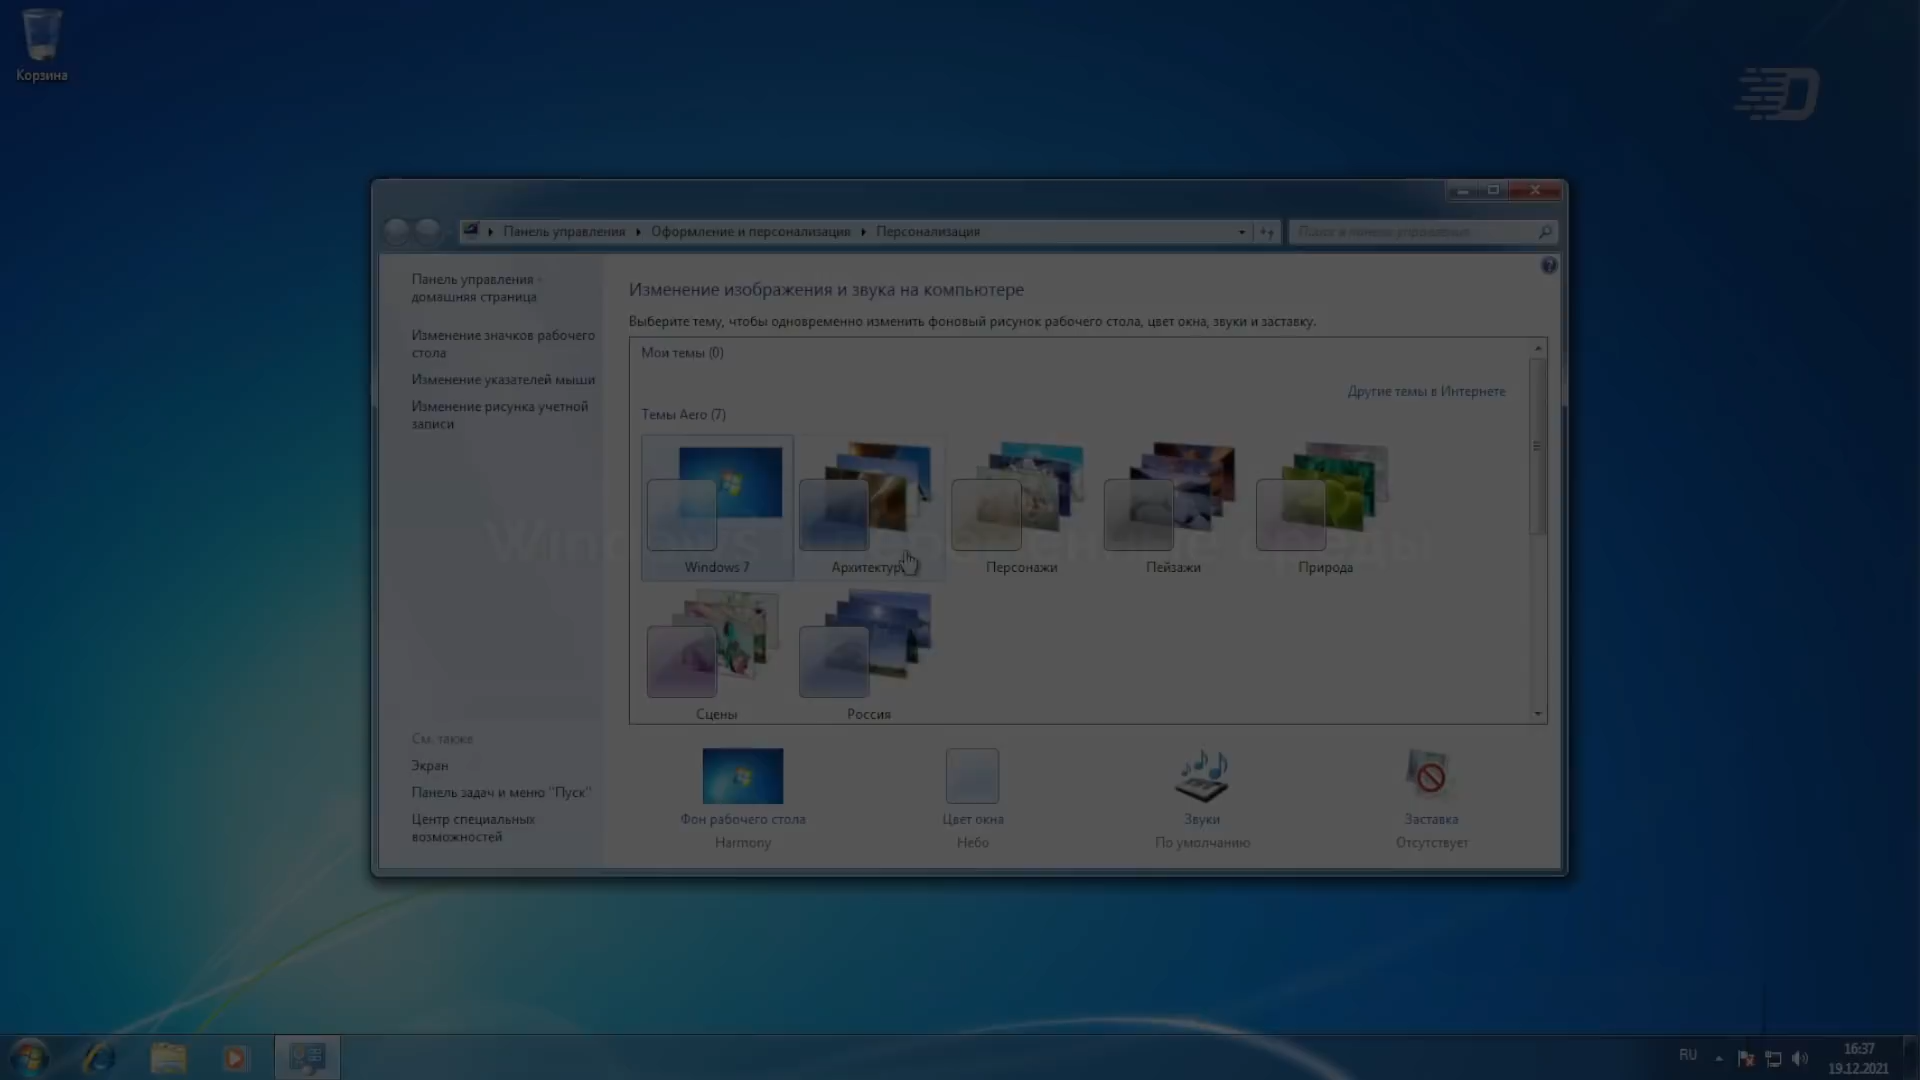 Корзина
Панель управления
Оформление и персонализация
Персонализация
Поиск в панели управления
Панель управления -
домашняя страница
Изменение значков рабочего
стола
Изменение указателей мыши
Изменение рисунка учетной
записи
Изменение изображения и звука на компьютере
Выберите тему, чтобы одновременно изменить фоновый рисунок рабочего стола, цвет окна, звуки и заставку.
Мои темы (0)
Другие темы в Интернете
Темы Aero (7)
Windows 7
Архитектура
Персонажи
Пейзажи
Природа
Сцены
Россия
См. также
Экран
Панель задач и меню "Пуск"
Центр специальных
возможностей
Фон рабочего стола
Harmony
Цвет окна
Небо
Звуки
По умолчанию
Заставка
Отсутствует
RU
16:37
19.12.2021